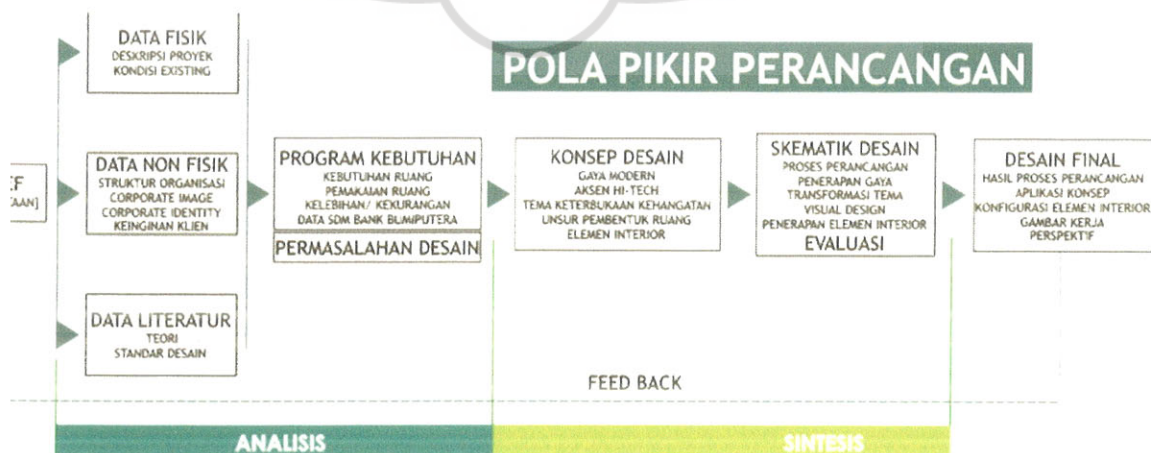 POLA PIKIR PERANCANGAN
EF
TAAN]
DATA FISIK
DESKRIPSI PROYEK
KONDISI EXISTING
DATA NON FISIK
STRUKTUR ORGANISASI
CORPORATE IMAGE
CORPORATE IDENTITY
KEINGINAN KLIEN
DATA LITERATUR
TEORI
STANDAR DESAIN
PROGRAM KEBUTUHAN
KEBUTUHAN RUANG
PEMAKAIAN RUANG
KELEBIHAN/ KEKURANGAN
DATA SDM BANK BUMIPUTERA
PERMASALAHAN DESAIN
KONSEP DESAIN
GAYA MODERN
AKSEN HI-TECH
TEMA KETERBUKAAN KEHANGATAN
UNSUR PEMBENTUK RUANG
ELEMEN INTERIOR
SKEMATIK DESAIN
PROSES PERANCANGAN
PENERAPAN GAYA
TRANSFORMASI TEMA
VISUAL DESIGN
PENERAPAN ELEMEN INTERIOR
EVALUASI
DESAIN FINAL
HASIL PROSES PERANCANGAN
APLIKASI KONSEP
KONFIGURASI ELEMEN INTERIOR
GAMBAR KERJA
PERSPEKTIF
FEED BACK
ANALISIS
SINTESIS